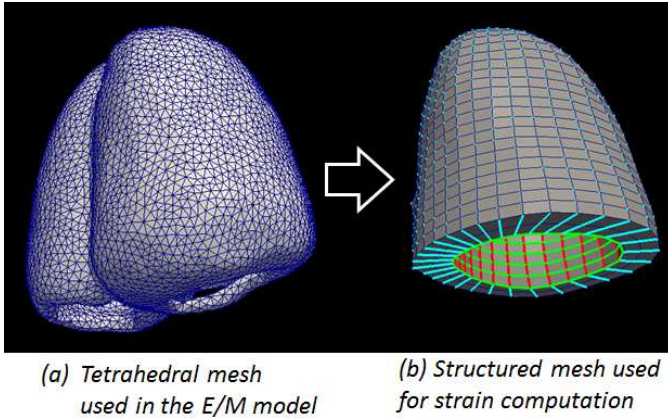 (a) Tetrahedral mesh
used in the E/M model
(b) Structured mesh used
for strain computation